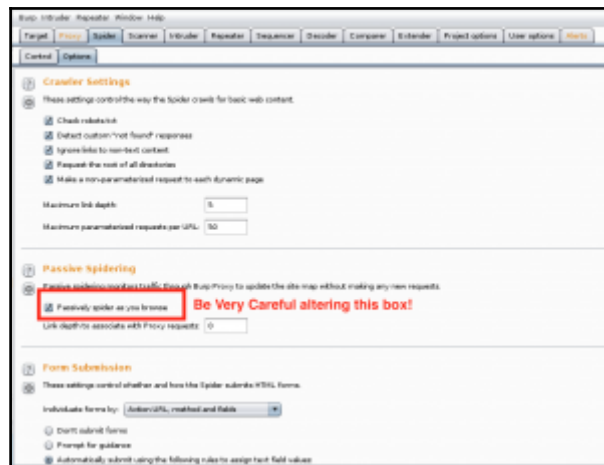 Burp Intruder Repeater Window Help
Target Proxy Spider Scanner Intruder Repeater Sequencer Decoder Comparer Extender Project options User options Alerts
Control Options
Crawler Settings
These settings control the way the Spider crawls for basic web content.
Check robots.txt
Detect custom "not found" responses
Ignore links to non-text content
Request the root of all directories
Make a non-parameterized request to each dynamic page
Maximum link depth: 5
Maximum parameterized requests per URL: 50
Passive Spidering
Passive spidering monitors traffic through Burp Proxy to update the site map without making any new requests.
Passively spider as you browse Be Very Careful altering this box!
Link depth to associate with Proxy requests: 0
Form Submission
These settings control whether and how the Spider submits HTML forms.
Individuate forms by: Action URL, method and fields
Don't submit forms
Prompt for guidance
Automatically submit using the following rules to assign text field values